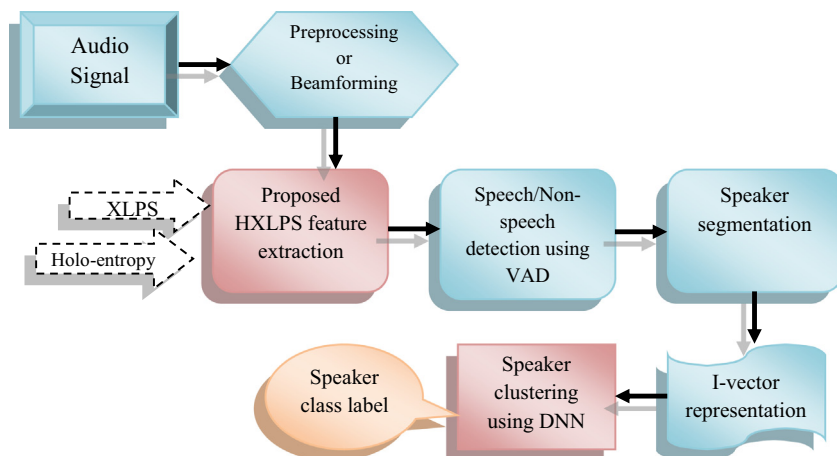 Audio
Signal
Preprocessing
or
Beamforming
XLPS
Holo-entropy
Proposed
HXLPS feature
extraction
Speech/Non-
speech
detection using
VAD
Speaker
segmentation
Speaker
class label
Speaker
clustering
using DNN
I-vector
representation